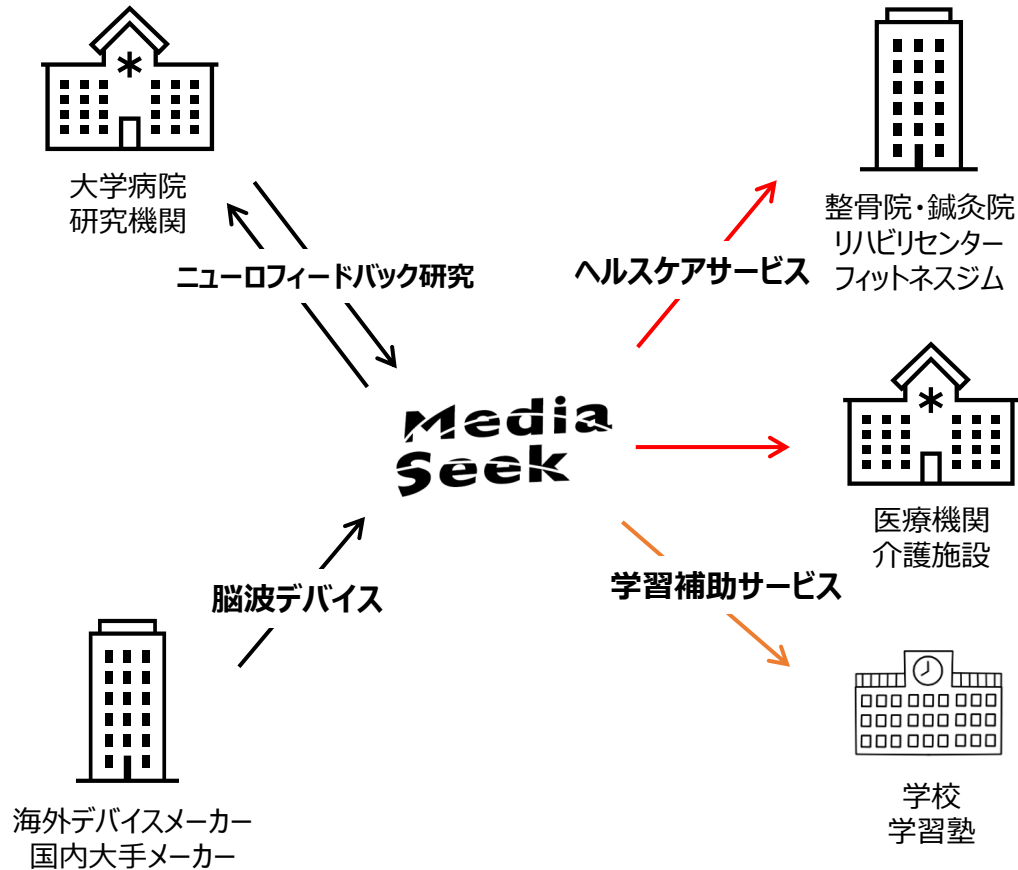 大学病院
研究機関
整骨院・鍼灸院
リハビリセンター
フィットネスジム
ニューロフィードバック研究
ヘルスケアサービス
Media
Seek
医療機関
介護施設
脳波デバイス
学習補助サービス
海外デバイスメーカー
国内大手メーカー
学校
学習塾